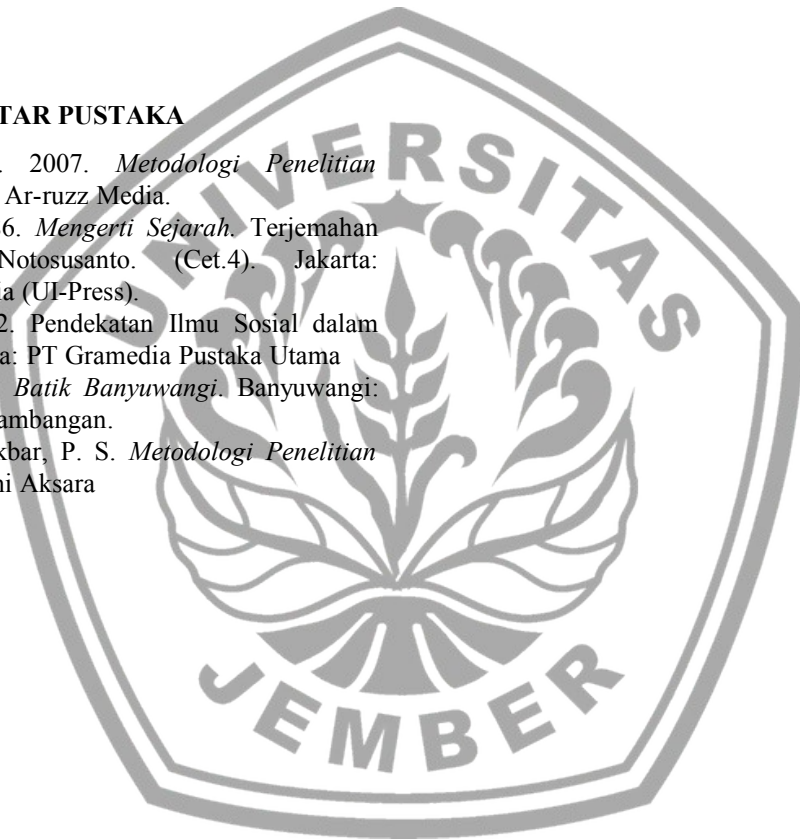 TAR PUSTAKA
. 2007. Metodologi Penelitian
Ar-ruzz Media.
6. Mengerti Sejarah. Terjemahan
Notosusanto. (Cet.4). Jakarta:
ia (UI-Press).
2. Pendekatan Ilmu Sosial dalam
a: PT Gramedia Pustaka Utama
Batik Banyuwangi. Banyuwangi:
ambangan.
kbar, P. S. Metodologi Penelitian
ni Aksara
UNIVERSITAS
JEMBER